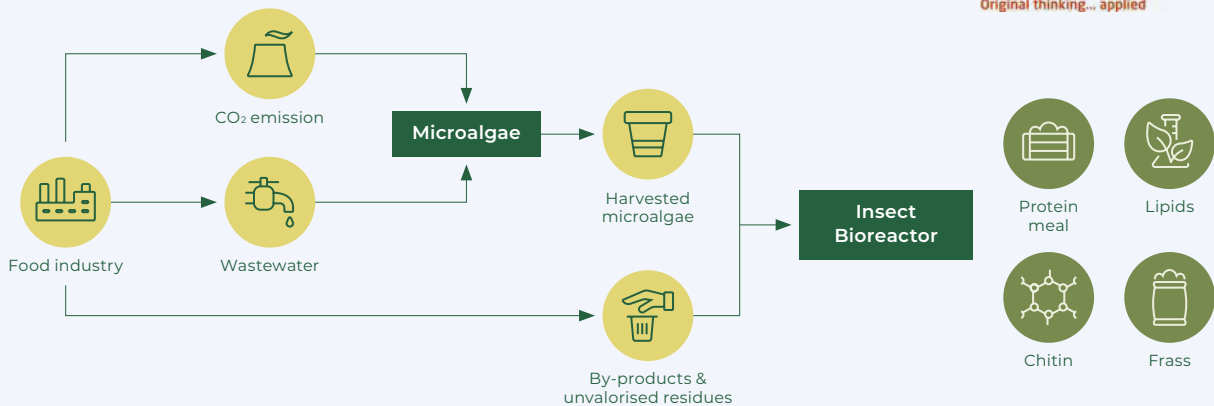 Original thinking... applied
CO₂ emission
Microalgae
Harvested
microalgae
Food industry
Wastewater
By-products &
unvalorised residues
Insect
Bioreactor
Protein
meal
Lipids
Chitin
Frass